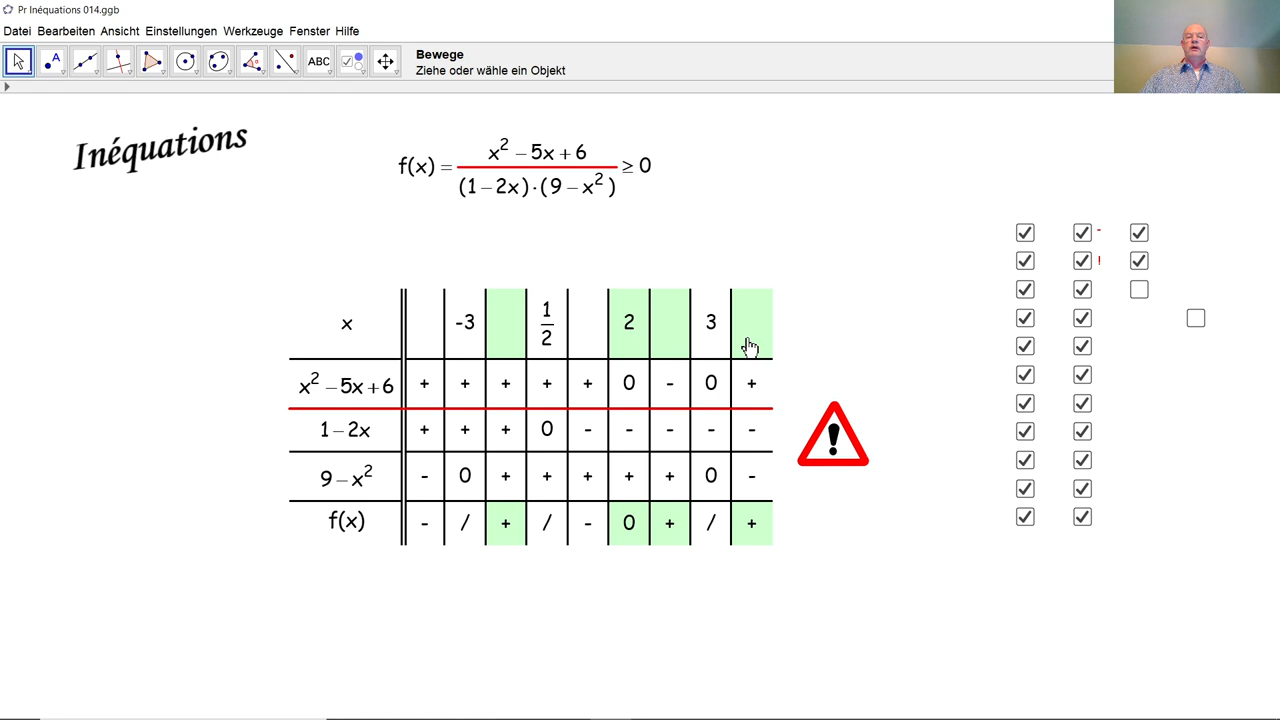 Pr Inéquations 014.ggb
Datei Bearbeiten Ansicht Einstellungen Werkzeuge Fenster Hilfe
A
ABC
Bewege
Ziehe oder wähle ein Objekt
Inéquations
f(x) = (x² − 5x + 6) / ((1 − 2x)·(9 − x²)) ≥ 0
-
!
x -3 1/2 2 3
x² − 5x + 6 + + + + + 0 - 0 +
1 − 2x + + + 0 - - - - -
9 − x² - 0 + + + + + 0 -
f(x) - / + / - 0 + / +
!